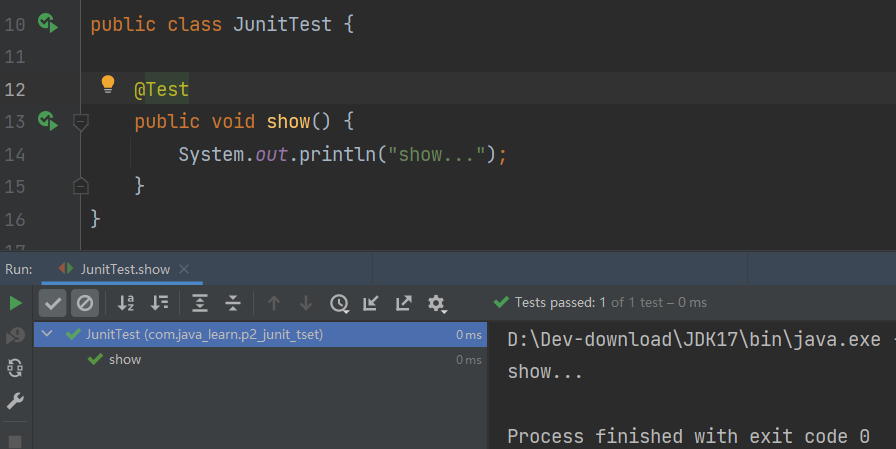 10 public class JunitTest {
11
12 @Test
13 public void show() {
14 System.out.println("show...");
15 }
16 }
Run: JunitTest.show
Tests passed: 1 of 1 test – 0 ms
JunitTest (com.java_learn.p2_junit_tset) 0 ms
D:\Dev-download\JDK17\bin\java.exe
show 0 ms
show...
Process finished with exit code 0